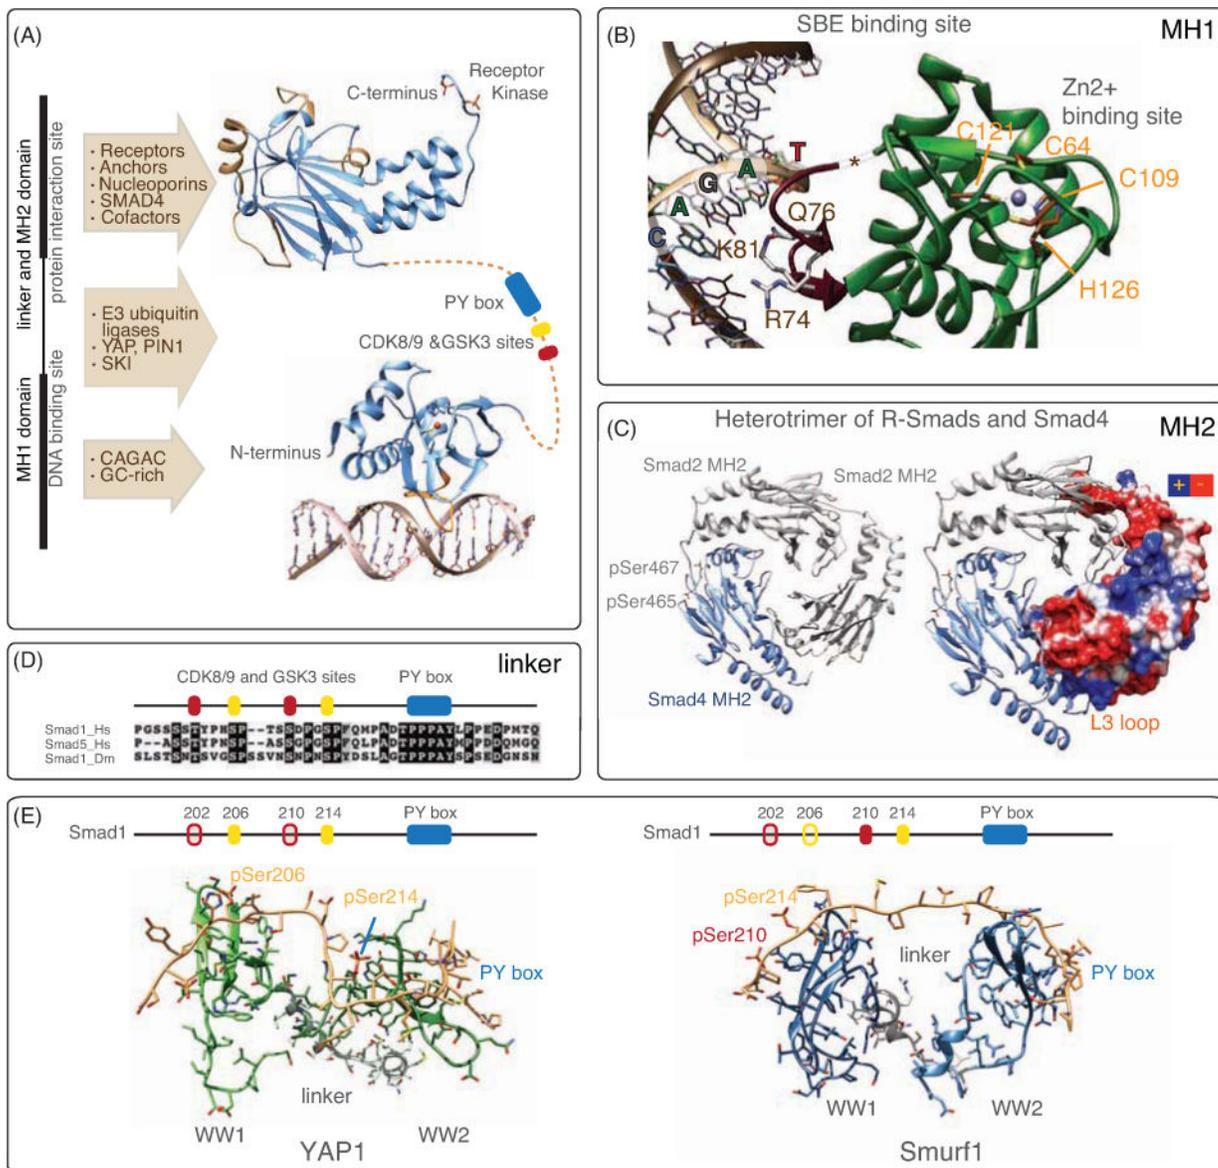 (A)
Receptor
Kinase
C-terminus
linker and MH2 domain
protein interaction site
· Receptors
· Anchors
· Nucleoporins
· SMAD4
· Cofactors
· E3 ubiquitin
ligases
· YAP, PIN1
· SKI
PY box
CDK8/9 &GSK3 sites
MH1 domain
DNA binding site
· CAGAC
· GC-rich
N-terminus
(B)
SBE binding site
MH1
Zn2+
binding site
C121
C64
C109
H126
T
*
A
G
A
C
Q76
K81
R74
(C)
Heterotrimer of R-Smads and Smad4
MH2
Smad2 MH2
Smad2 MH2
+ -
pSer467
pSer465
Smad4 MH2
L3 loop
(D)
linker
CDK8/9 and GSK3 sites
PY box
Smad1_Hs PGSSSSTYPHSP--TSSDPGSPFQMPADTPPPAYLPPEDPMTQ
Smad5_Hs P--ASSTYPNSP--ASSGPGSPFQLPADTPPPAYMPPDDQMGQ
Smad1_Dm SLSTSNTSVGSPSSVNSNPNSPYDSLAGTPPPAYSPSEDGNSN
(E)
202 206 210 214 PY box
Smad1
pSer206
pSer214
PY box
linker
WW1
WW2
YAP1
202 206 210 214 PY box
Smad1
pSer214
pSer210
linker
PY box
WW1
WW2
Smurf1